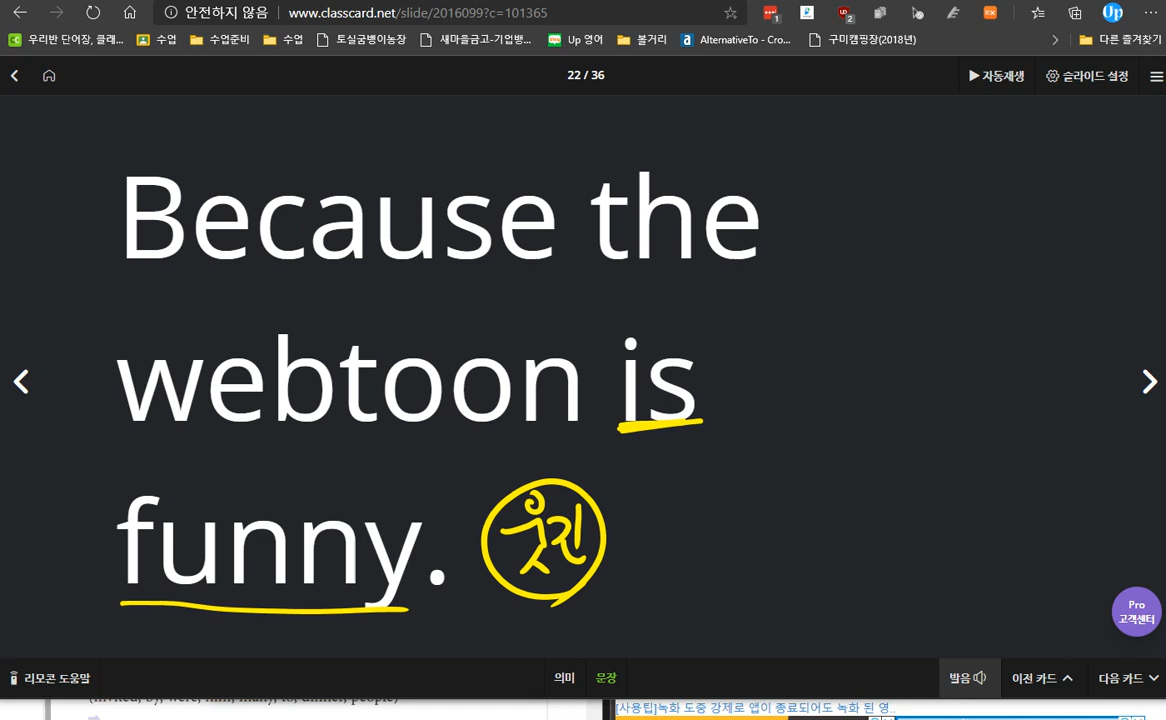 안전하지 않음 www.classcard.net/slide/2016099?c=101365
우리반 단어장, 클래... 수업 수업준비 수업 토실궁뱅이농장 새마을금고-기업뱅... Up 영어 볼거리 AlternativeTo - Cro... 구미캠핑장(2018년) 다른 즐겨찾기
22 / 36 자동재생 슬라이드 설정
Because the
webtoon is
funny. 웃긴
Pro
고객센터
리모콘 도움말 의미 문장 발음 이전 카드 다음 카드
[사용팁]녹화 도중 강제로 앱이 종료되어도 녹화 된 영..